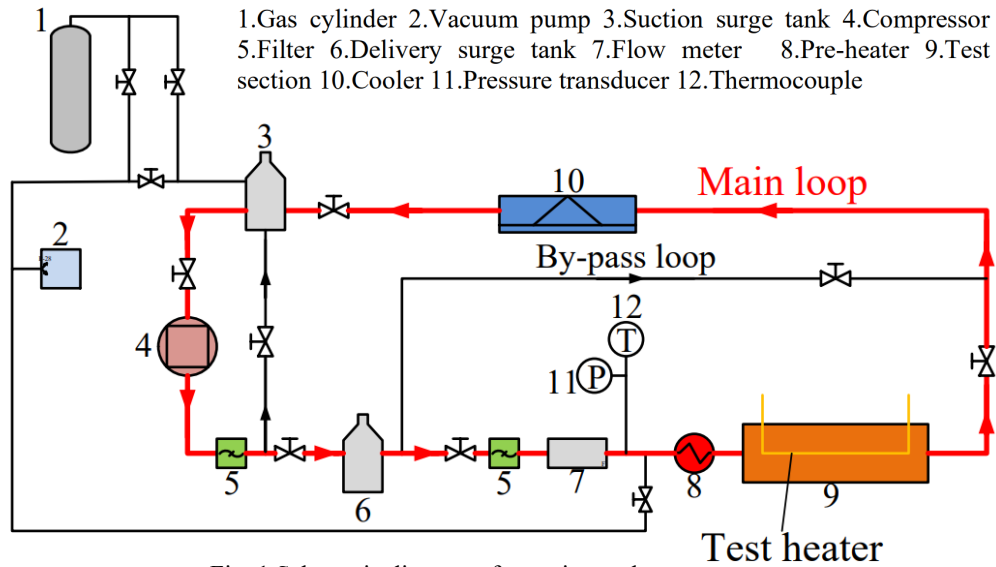 1
1.Gas cylinder 2.Vacuum pump 3.Suction surge tank 4.Compressor
5.Filter 6.Delivery surge tank 7.Flow meter 8.Pre-heater 9.Test
section 10.Cooler 11.Pressure transducer 12.Thermocouple
3
10
Main loop
2
By-pass loop
12
T
4
11 P
5
6
5
7
8
9
Test heater